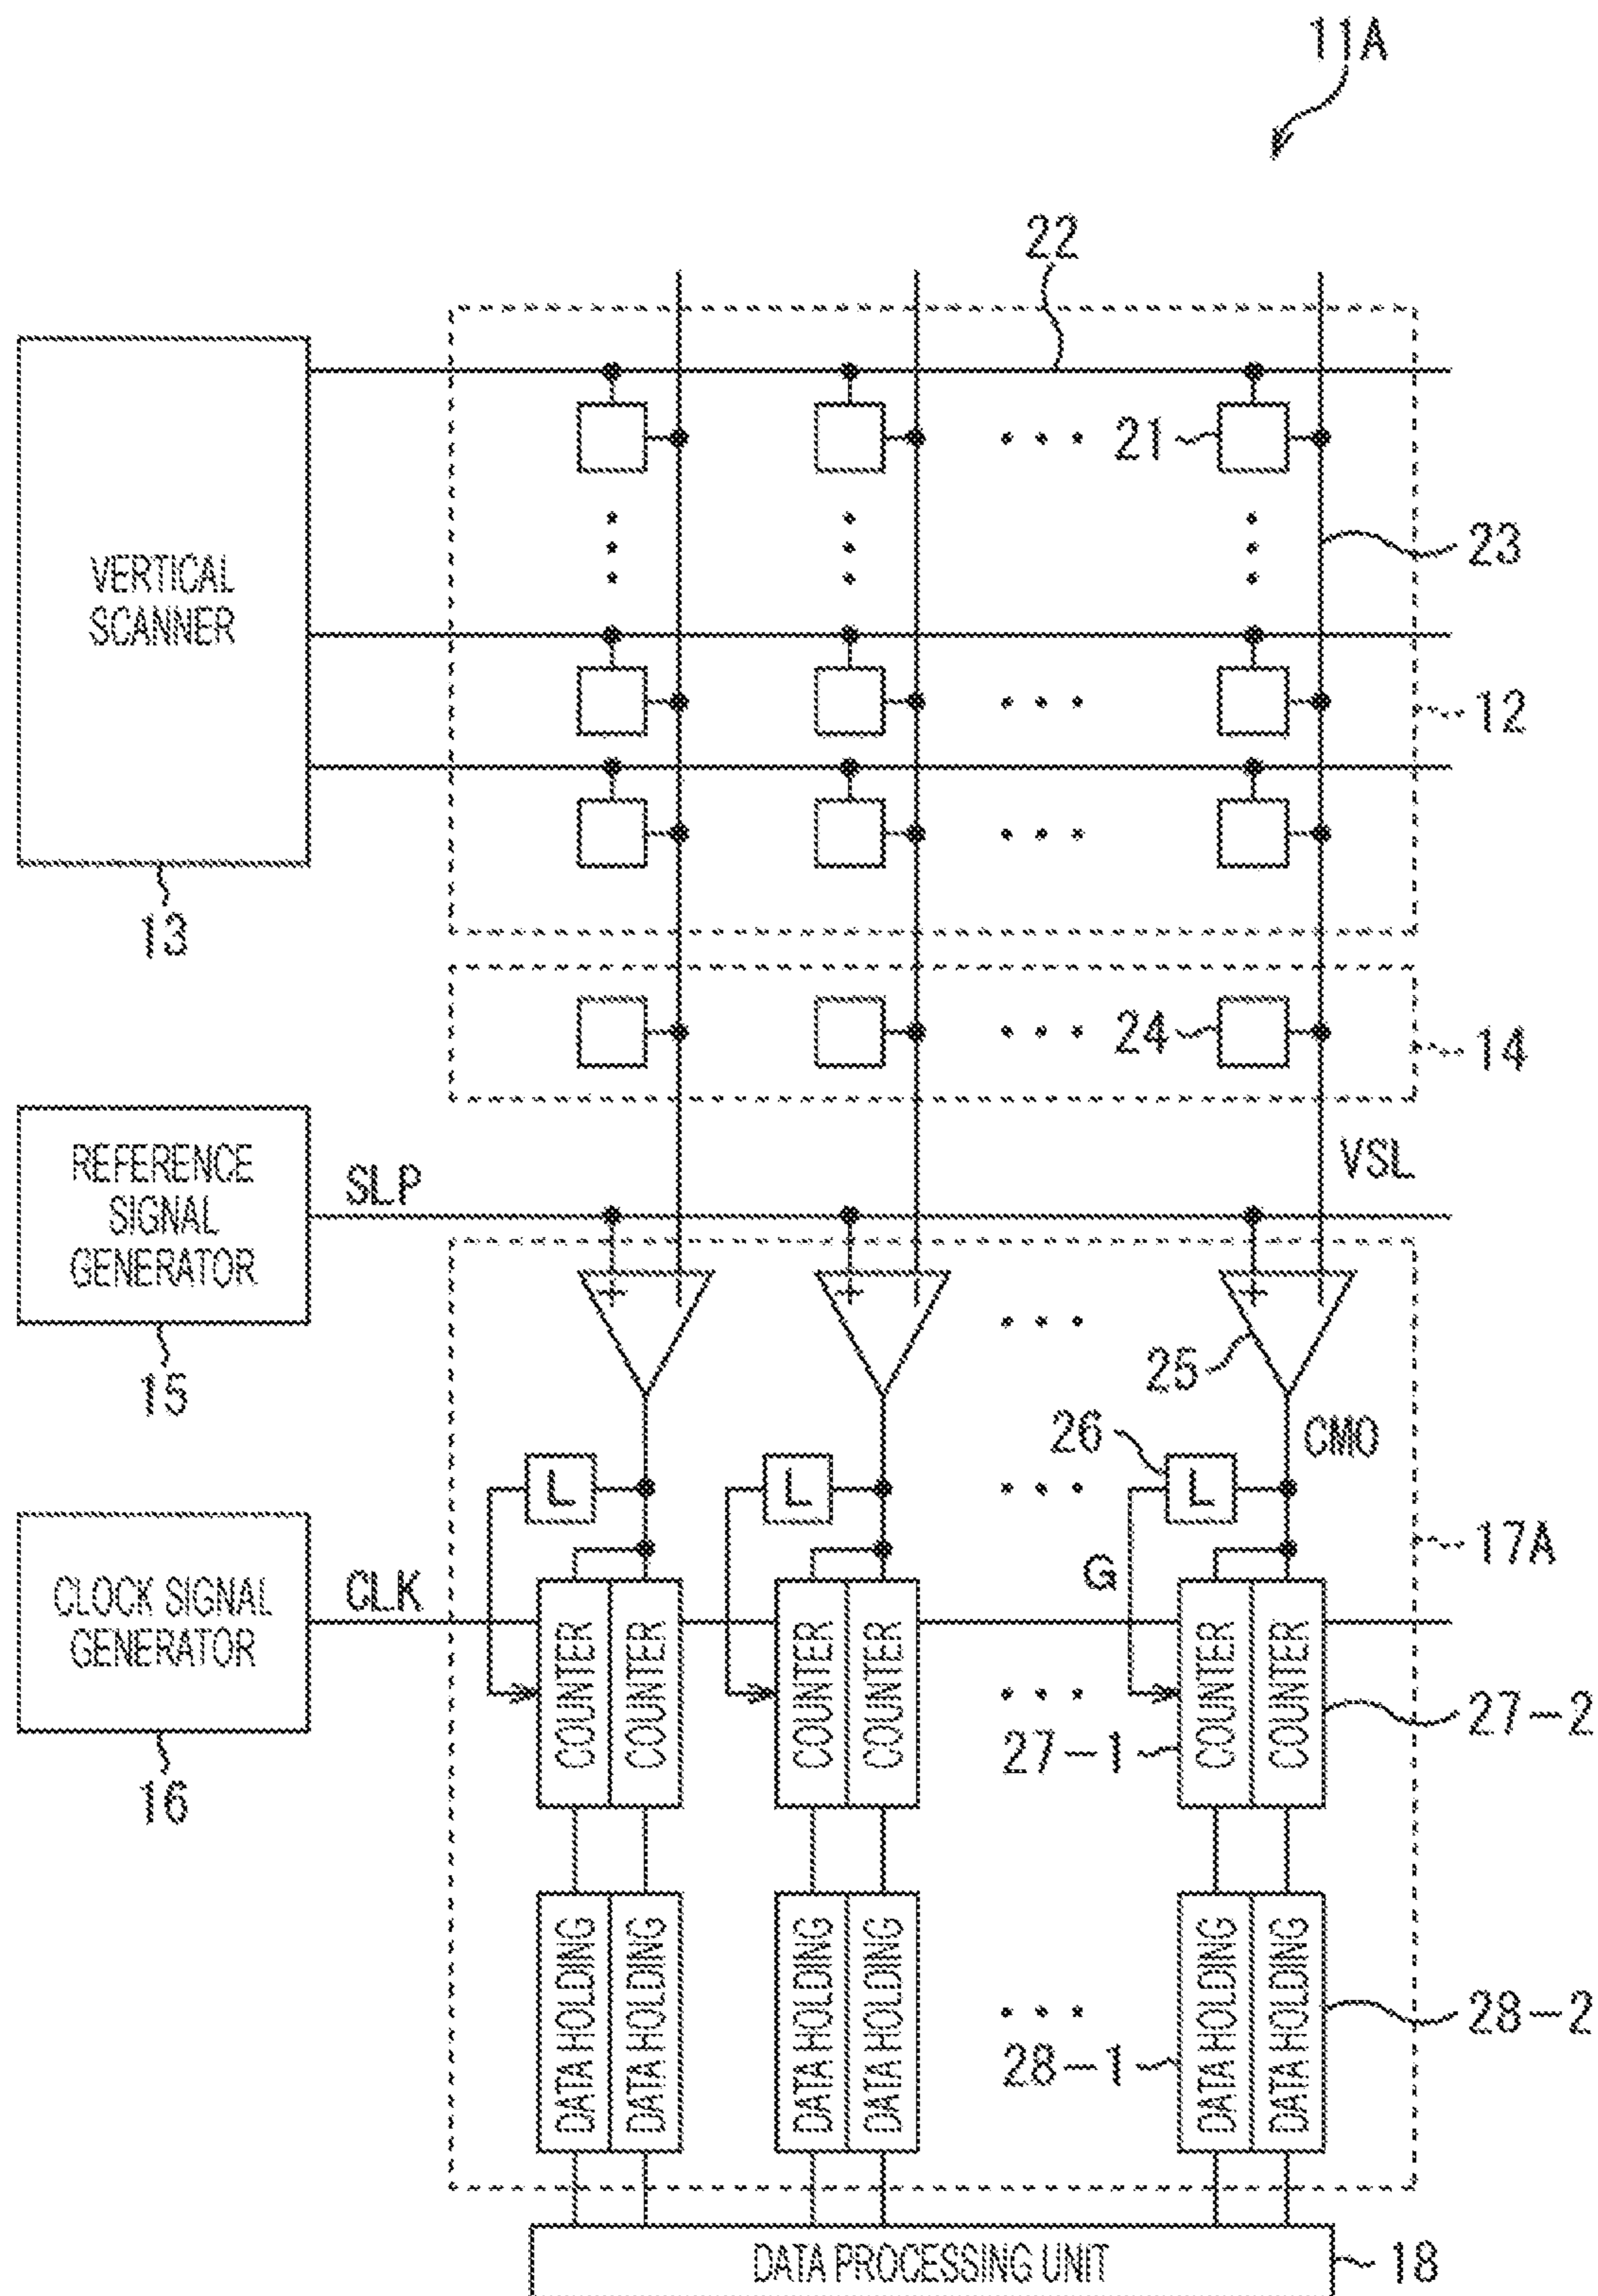 11A
22
21
23
VERTICAL
SCANNER
12
13
24
14
REFERENCE
SIGNAL
GENERATOR
SLP
VSL
+
+
+
15
25
26
CMO
L
L
L
17A
CLOCK SIGNAL
GENERATOR
CLK
G
COUNTER
COUNTER
COUNTER
COUNTER
COUNTER
COUNTER
27-1
27-2
16
DATA HOLDING
DATA HOLDING
DATA HOLDING
DATA HOLDING
DATA HOLDING
DATA HOLDING
28-1
28-2
DATA PROCESSING UNIT
18